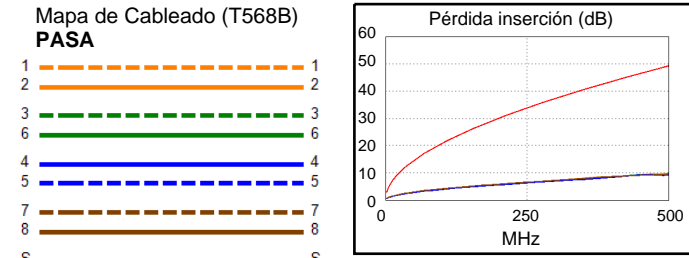 Mapa de Cableado (T568B)
PASA
1 1
2 2
3 3
6 6
4 4
5 5
7 7
8 8
S S
Pérdida inserción (dB)
60
50
40
30
20
10
0
0 250 500
MHz